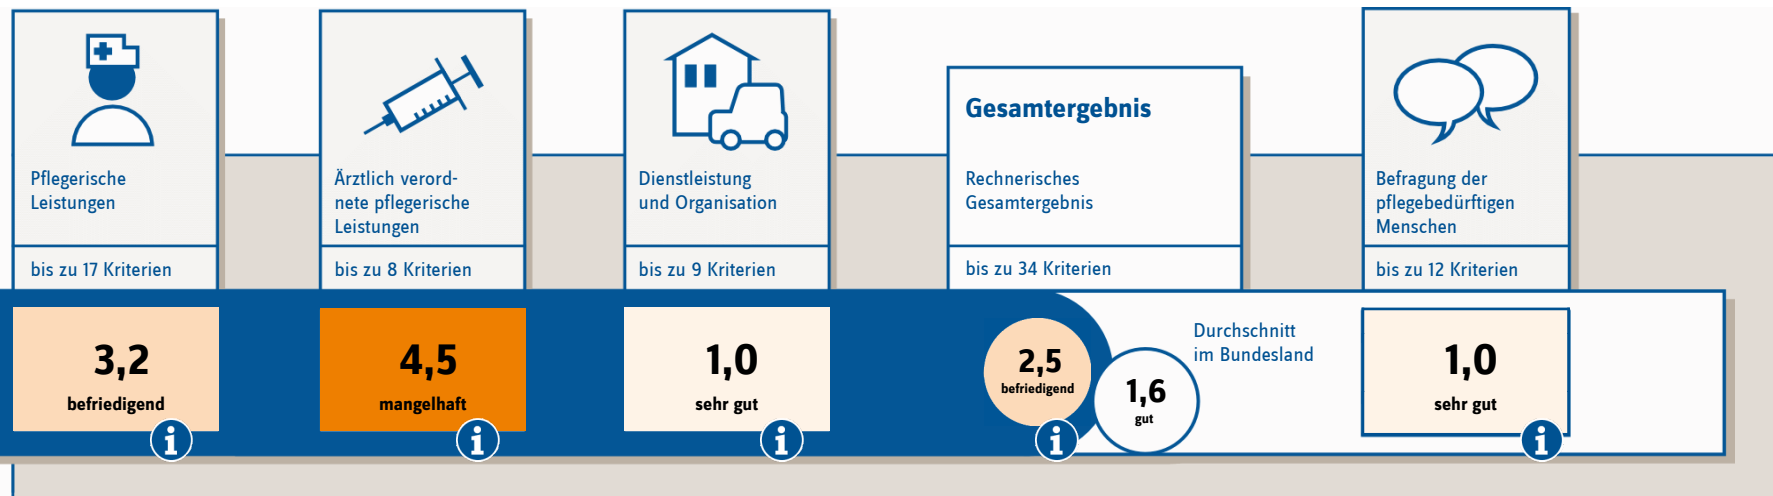 Pflegerische
Leistungen
bis zu 17 Kriterien
3,2
befriedigend
i
Ärztlich verord-
nete pflegerische
Leistungen
bis zu 8 Kriterien
4,5
mangelhaft
i
Dienstleistung
und Organisation
bis zu 9 Kriterien
1,0
sehr gut
i
Gesamtergebnis
Rechnerisches
Gesamtergebnis
bis zu 34 Kriterien
2,5
befriedigend
i
1,6
gut
Durchschnitt
im Bundesland
Befragung der
pflegebedürftigen
Menschen
bis zu 12 Kriterien
1,0
sehr gut
i